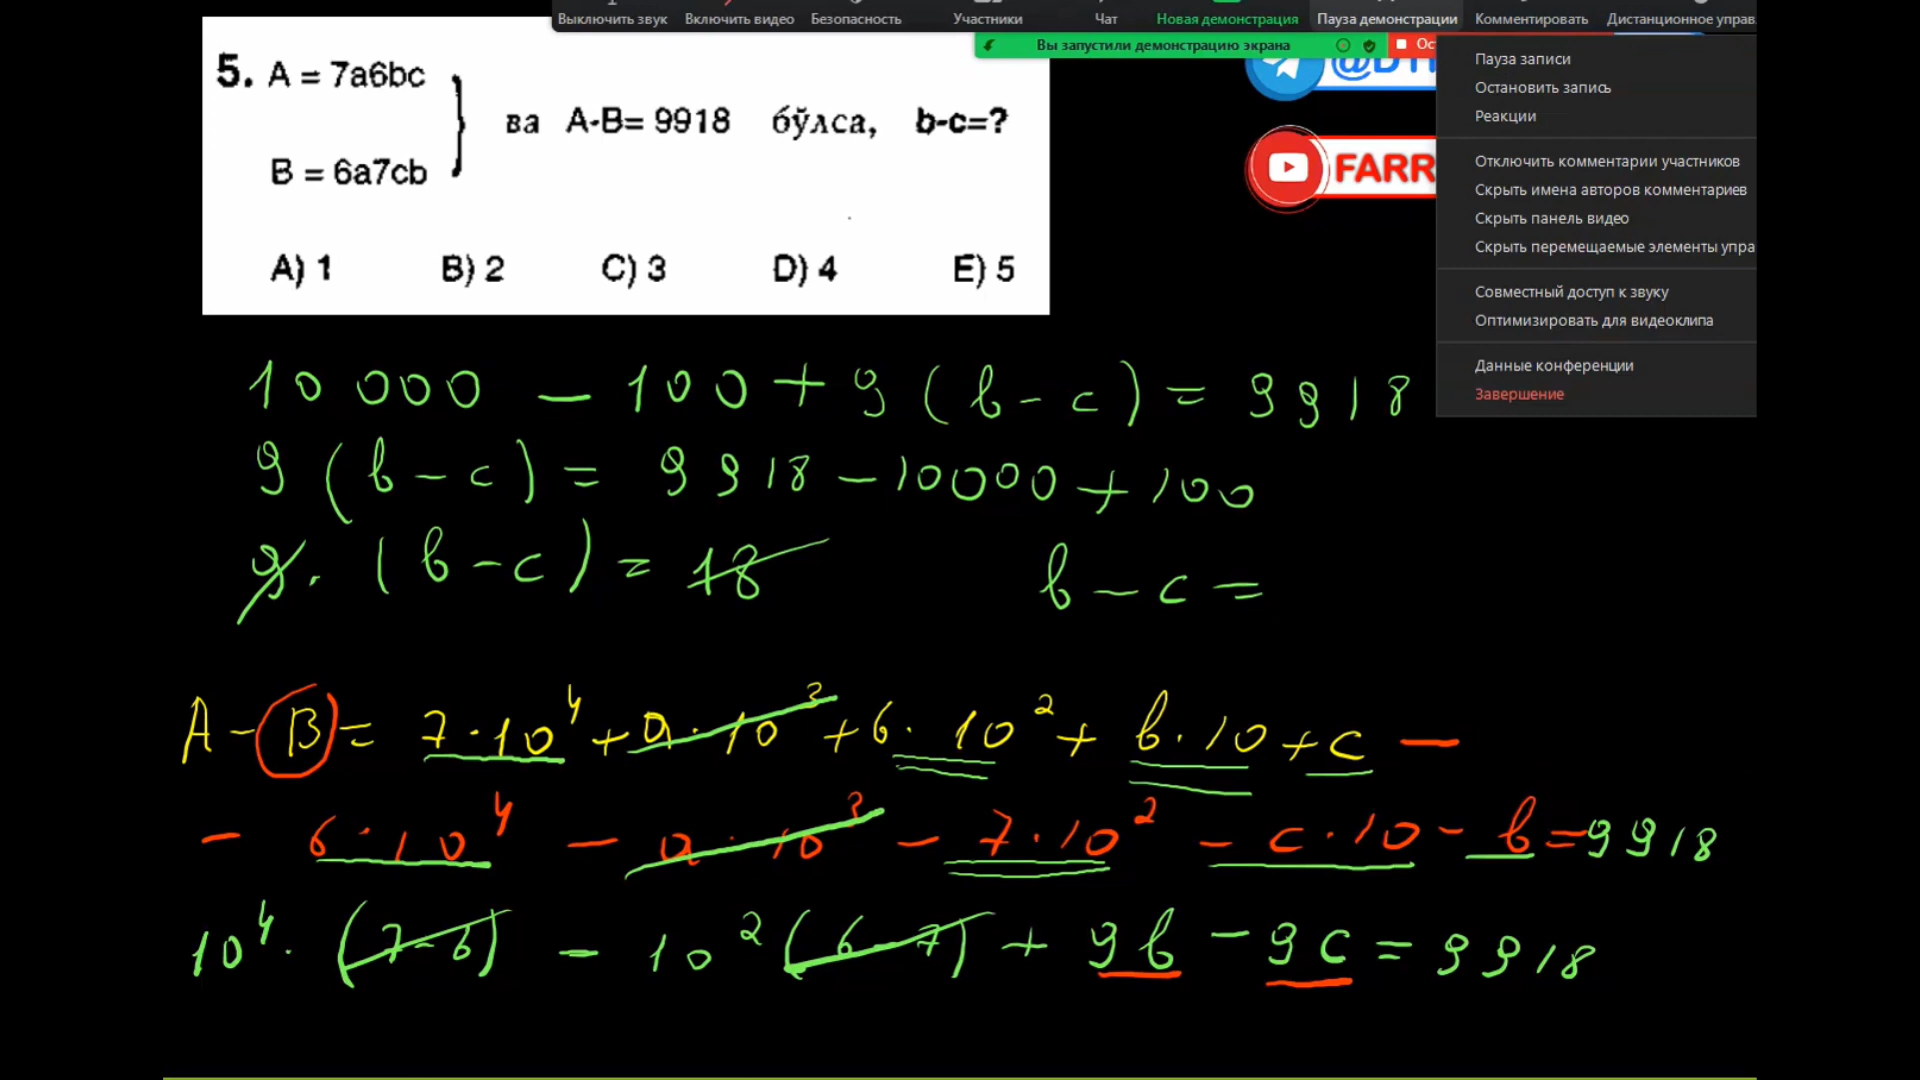 Выключить звук Включить видео Безопасность Участники Чат Новая демонстрация Пауза демонстрации Комментировать Дистанционное управ.
Вы запустили демонстрацию экрана Ос
Пауза записи
Остановить запись
Реакции
Отключить комментарии участников
Скрыть имена авторов комментариев
Скрыть панель видео
Скрыть перемещаемые элементы упра
Совместный доступ к звуку
Оптимизировать для видеоклипа
Данные конференции
Завершение
FARR
5. A = 7a6bc
ва A-B= 9918 бўлса, b-c=?
B = 6a7cb
A) 1 B) 2 C) 3 D) 4 E) 5
10 000 – 100 + 9 (b – c) = 9918
9 (b – c) = 9918 – 10000 + 100
9 · (b – c) = 18 b – c =
A – B = 7·10⁴ + a·10³ + 6·10² + b·10 + c –
– 6·10⁴ – a·10³ – 7·10² – c·10 – b = 9918
10⁴ · (7–6) – 10² (6–7) + 9b – 9c = 9918